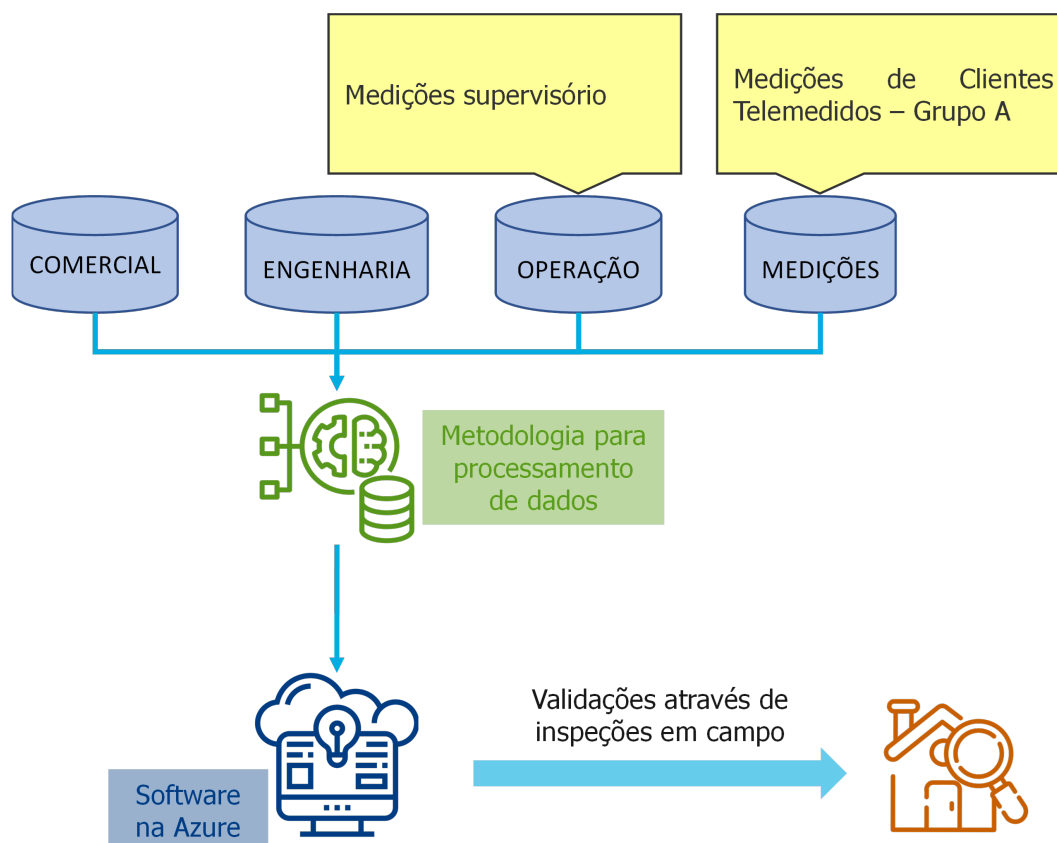 Medições supervisório
Medições de Clientes
Telemedidos – Grupo A
COMERCIAL
ENGENHARIA
OPERAÇÃO
MEDIÇÕES
Metodologia para
processamento
de dados
Validações através de
inspeções em campo
Software
na Azure